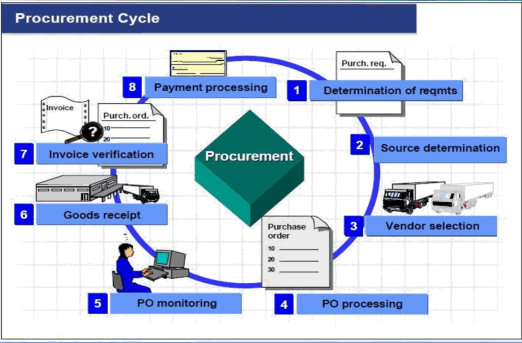 Procurement Cycle
Purch. req.
8 Payment processing
1 Determination of reqmts
Invoice
Purch. ord.
10
20
?
2 Source determination
7 Invoice verification
Procurement
6 Goods receipt
3 Vendor selection
Purchase
order
10
20
30
5 PO monitoring
4 PO processing